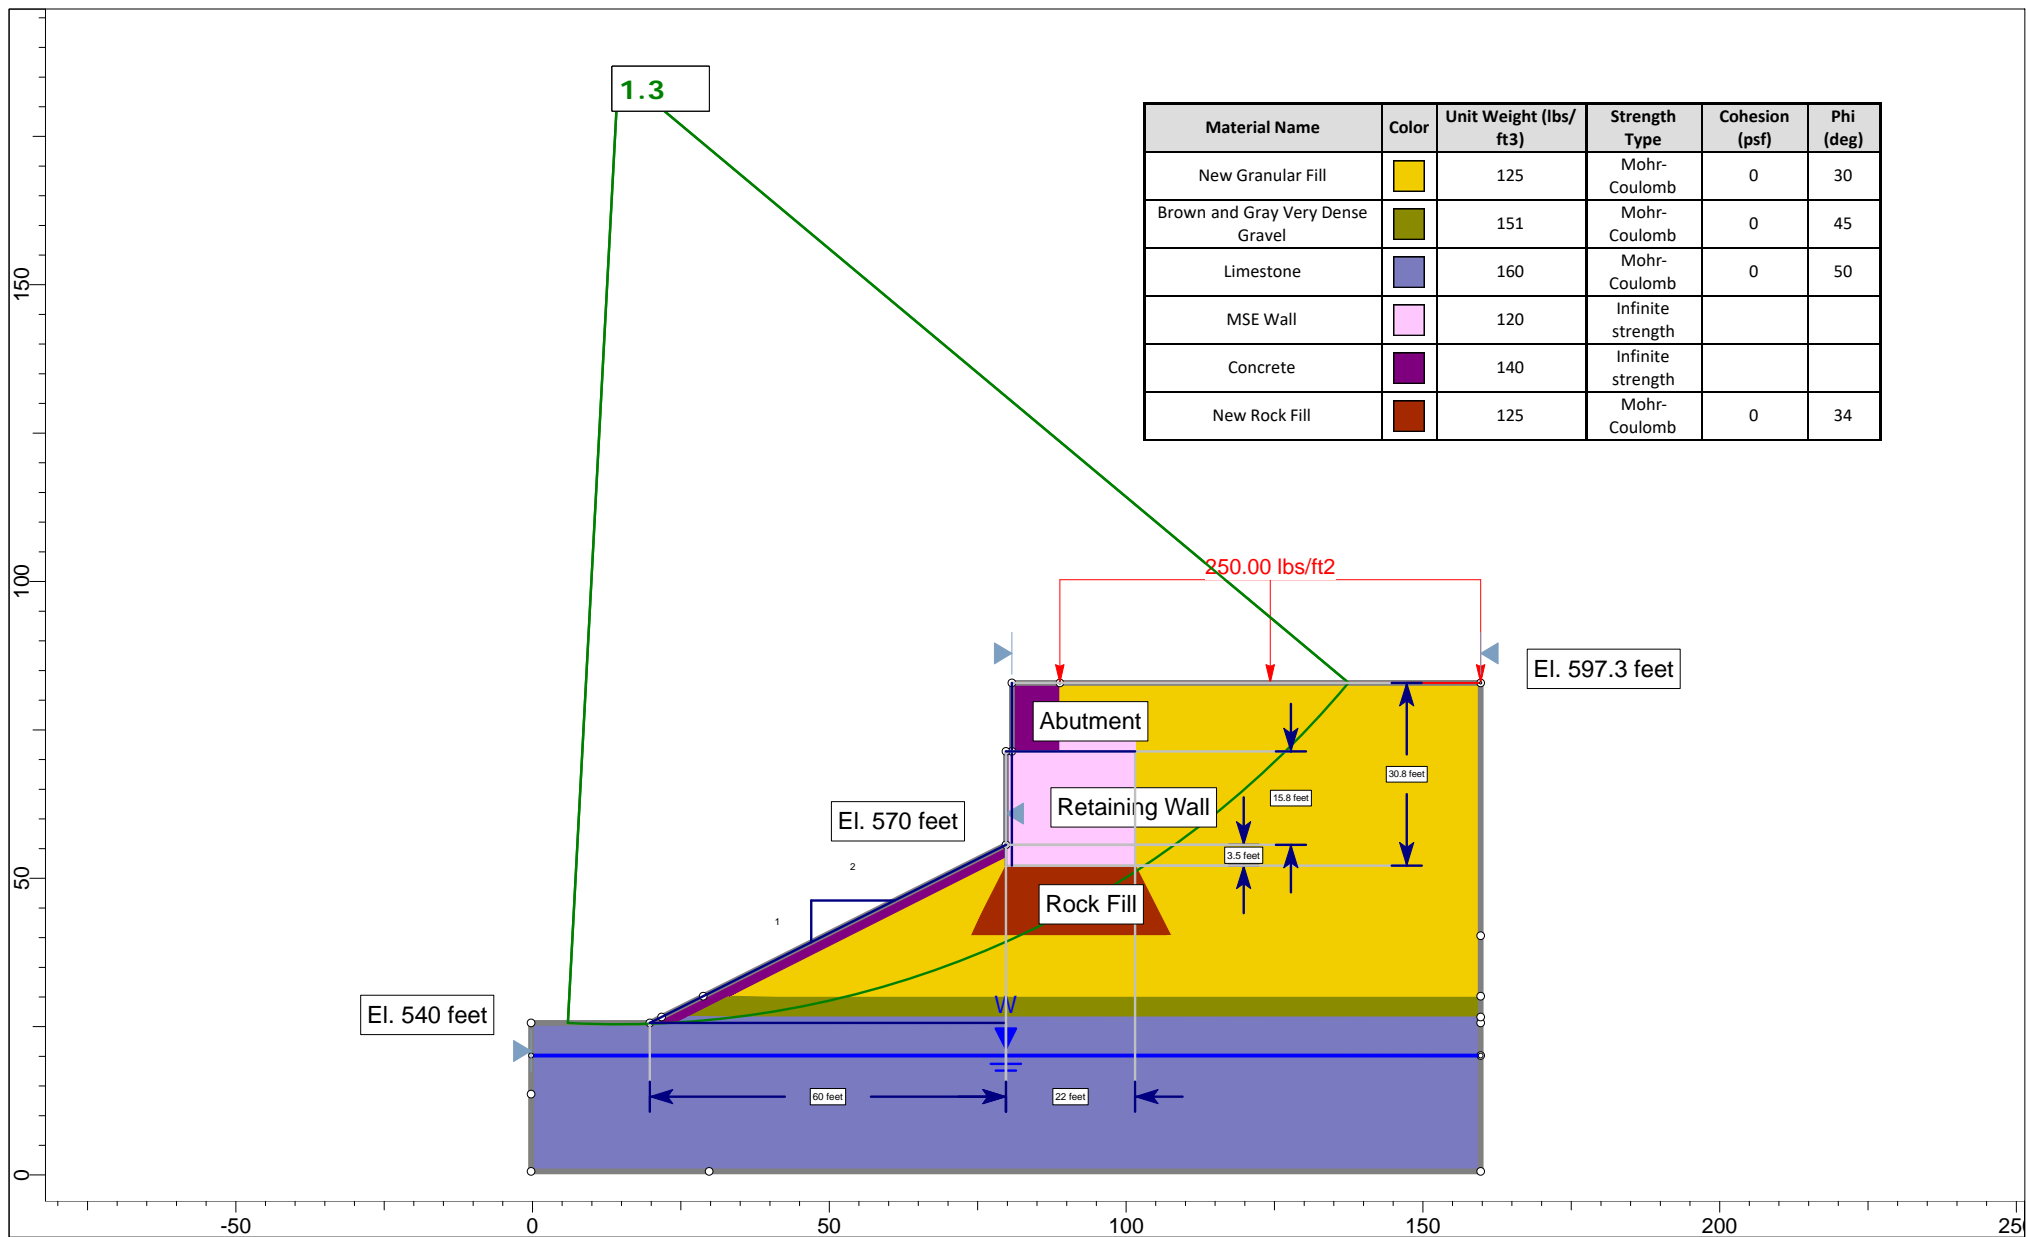 1.3
Material Name Color Unit Weight (lbs/ft3) Strength Type Cohesion (psf) Phi (deg)
New Granular Fill 125 Mohr-Coulomb 0 30
Brown and Gray Very Dense Gravel 151 Mohr-Coulomb 0 45
Limestone 160 Mohr-Coulomb 0 50
MSE Wall 120 Infinite strength
Concrete 140 Infinite strength
New Rock Fill 125 Mohr-Coulomb 0 34
250.00 lbs/ft2
El. 597.3 feet
Abutment
30.8 feet
15.8 feet
Retaining Wall
El. 570 feet
3.5 feet
2
1
Rock Fill
W
El. 540 feet
60 feet
22 feet
150
100
50
0
-50 0 50 100 150 200 25